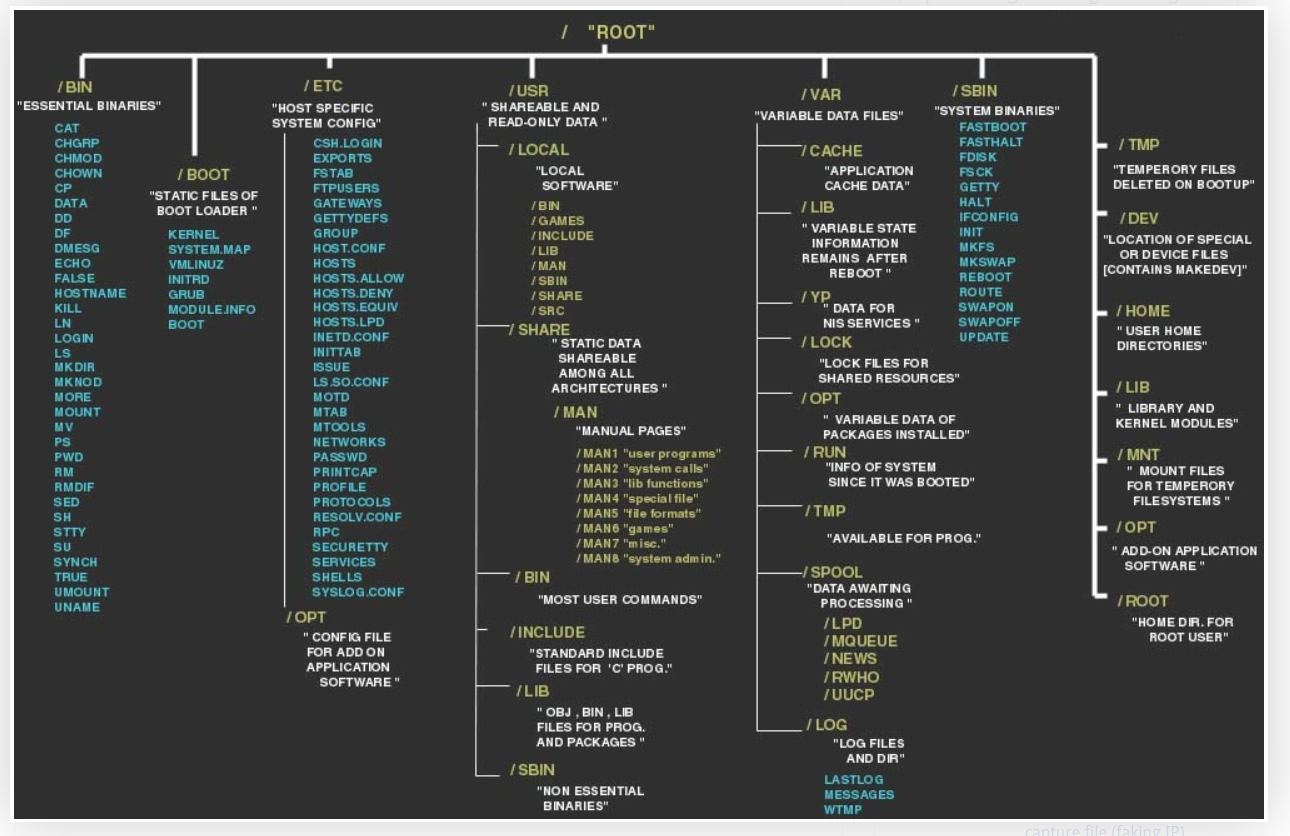 / "ROOT"
/BIN
"ESSENTIAL BINARIES"
CAT
CHGRP
CHMOD
CHOWN
CP
DATA
DD
DF
DMESG
ECHO
FALSE
HOSTNAME
KILL
LN
LOGIN
LS
MKDIR
MKNOD
MORE
MOUNT
MV
PS
PWD
RM
RMDIF
SED
SH
STTY
SU
SYNCH
TRUE
UMOUNT
UNAME
/BOOT
"STATIC FILES OF
BOOT LOADER "
KERNEL
SYSTEM.MAP
VMLINUZ
INITRD
GRUB
MODULE.INFO
BOOT
/ETC
"HOST SPECIFIC
SYSTEM CONFIG"
CSH.LOGIN
EXPORTS
FSTAB
FTPUSERS
GATEWAYS
GETTYDEFS
GROUP
HOST.CONF
HOSTS
HOSTS.ALLOW
HOSTS.DENY
HOSTS.EQUIV
HOSTS.LPD
INETD.CONF
INITTAB
ISSUE
LS.SO.CONF
MOTD
MTAB
MTOOLS
NETWORKS
PASSWD
PRINTCAP
PROFILE
PROTOCOLS
RESOLV.CONF
RPC
SECURETTY
SERVICES
SHELLS
SYSLOG.CONF
/OPT
" CONFIG FILE
FOR ADD ON
APPLICATION
SOFTWARE "
/USR
" SHAREABLE AND
READ-ONLY DATA "
/LOCAL
"LOCAL
SOFTWARE"
/BIN
/GAMES
/INCLUDE
/LIB
/MAN
/SBIN
/SHARE
/SRC
/SHARE
" STATIC DATA
SHAREABLE
AMONG ALL
ARCHITECTURES "
/MAN
"MANUAL PAGES"
/MAN1 "user programs"
/MAN2 "system calls"
/MAN3 "lib functions"
/MAN4 "special file"
/MAN5 "file formats"
/MAN6 "games"
/MAN7 "misc."
/MAN8 "system admin."
/BIN
"MOST USER COMMANDS"
/INCLUDE
"STANDARD INCLUDE
FILES FOR 'C' PROG."
/LIB
" OBJ , BIN , LIB
FILES FOR PROG.
AND PACKAGES "
/SBIN
"NON ESSENTIAL
BINARIES"
/VAR
"VARIABLE DATA FILES"
/CACHE
"APPLICATION
CACHE DATA"
/LIB
" VARIABLE STATE
INFORMATION
REMAINS AFTER
REBOOT "
/YP
" DATA FOR
NIS SERVICES "
/LOCK
"LOCK FILES FOR
SHARED RESOURCES"
/OPT
" VARIABLE DATA OF
PACKAGES INSTALLED"
/RUN
"INFO OF SYSTEM
SINCE IT WAS BOOTED"
/TMP
"AVAILABLE FOR PROG."
/SPOOL
"DATA AWAITING
PROCESSING "
/LPD
/MQUEUE
/NEWS
/RWHO
/UUCP
/LOG
"LOG FILES
AND DIR"
LASTLOG
MESSAGES
WTMP
/SBIN
"SYSTEM BINARIES"
FASTBOOT
FASTHALT
FDISK
FSCK
GETTY
HALT
IFCONFIG
INIT
MKFS
MKSWAP
REBOOT
ROUTE
SWAPON
SWAPOFF
UPDATE
/TMP
"TEMPERORY FILES
DELETED ON BOOTUP"
/DEV
"LOCATION OF SPECIAL
OR DEVICE FILES
[CONTAINS MAKEDEV]"
/HOME
" USER HOME
DIRECTORIES"
/LIB
" LIBRARY AND
KERNEL MODULES"
/MNT
" MOUNT FILES
FOR TEMPERORY
FILESYSTEMS "
/OPT
" ADD-ON APPLICATION
SOFTWARE "
/ROOT
"HOME DIR. FOR
ROOT USER"
capture file (faking IP)